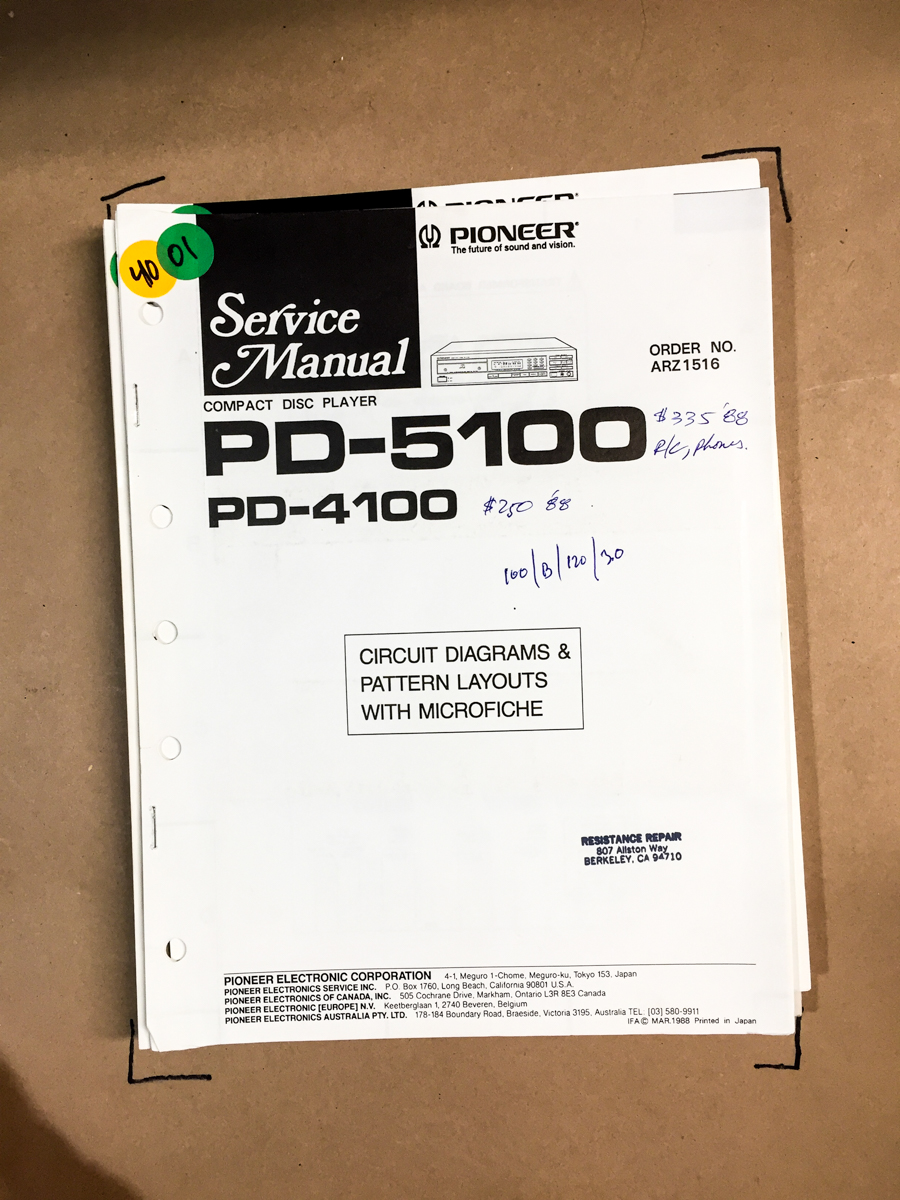 40
01
PIONEER
PIONEER®
The future of sound and vision.
Service
Manual
ORDER NO.
ARZ1516
COMPACT DISC PLAYER
PD-5100
$335 '88
R/C, phones.
PD-4100
$250 '88
100/B/120/3.0
CIRCUIT DIAGRAMS &
PATTERN LAYOUTS
WITH MICROFICHE
RESISTANCE REPAIR
807 Allston Way
BERKELEY, CA 94710
PIONEER ELECTRONIC CORPORATION 4-1, Meguro 1-Chome, Meguro-ku, Tokyo 153, Japan
PIONEER ELECTRONICS SERVICE INC. P.O. Box 1760, Long Beach, California 90801 U.S.A.
PIONEER ELECTRONICS OF CANADA, INC. 505 Cochrane Drive, Markham, Ontario L3R 8E3 Canada
PIONEER ELECTRONIC [EUROPE] N.V. Keetberglaan 1, 2740 Beveren, Belgium
PIONEER ELECTRONICS AUSTRALIA PTY. LTD. 178-184 Boundary Road, Braeside, Victoria 3195, Australia TEL. [03] 580-9911
IFA © MAR.1988 Printed in Japan